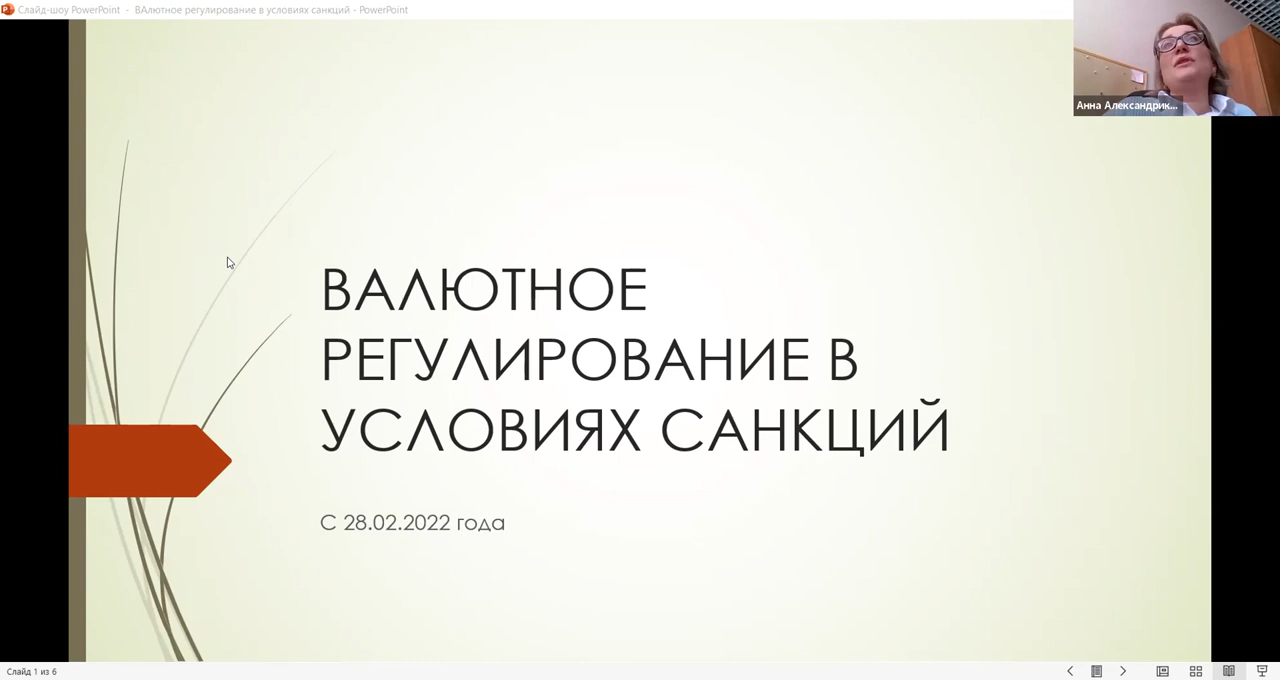 Слайд-шоу PowerPoint - ВАлютное регулирование в условиях санкций - PowerPoint
Анна Александрик...
ВАЛЮТНОЕ
РЕГУЛИРОВАНИЕ В
УСЛОВИЯХ САНКЦИЙ
С 28.02.2022 года
Слайд 1 из 6